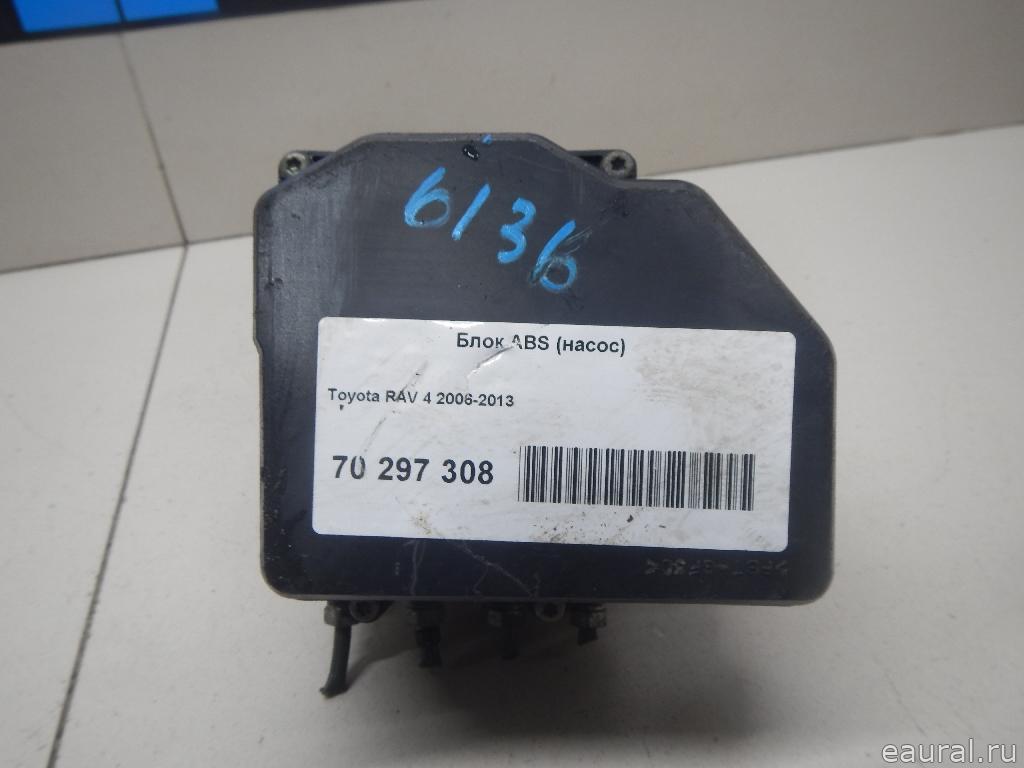 6136
Блок ABS (насос)
Toyota RAV 4 2006-2013
70 297 308
eaural.ru